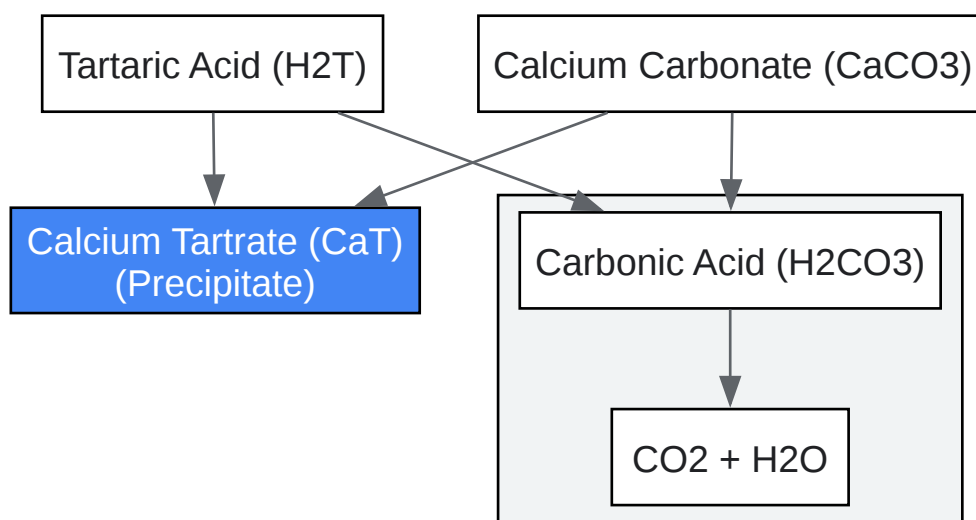 Tartaric Acid (H2T)
Calcium Carbonate (CaCO3)
Calcium Tartrate (CaT)
(Precipitate)
Carbonic Acid (H2CO3)
CO2 + H2O